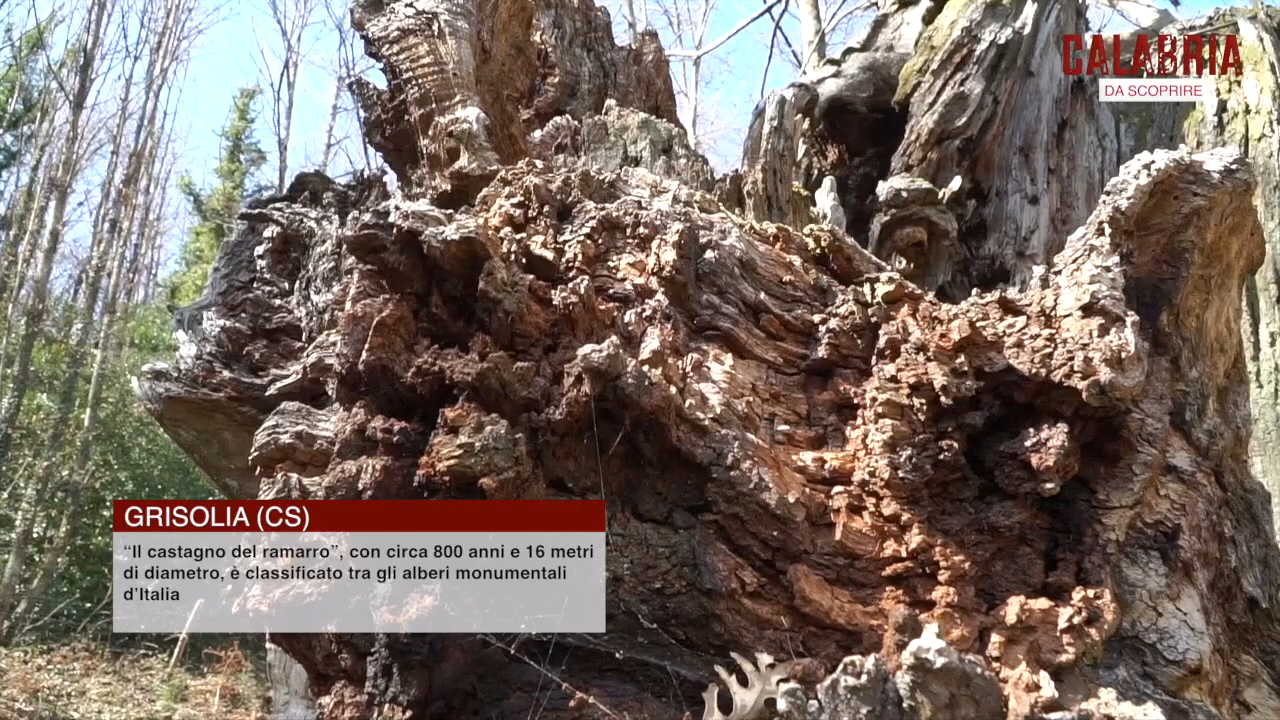 CALABRIA
DA SCOPRIRE
GRISOLIA (CS)
“Il castagno del ramarro”, con circa 800 anni e 16 metri
di diametro, è classificato tra gli alberi monumentali
d’Italia